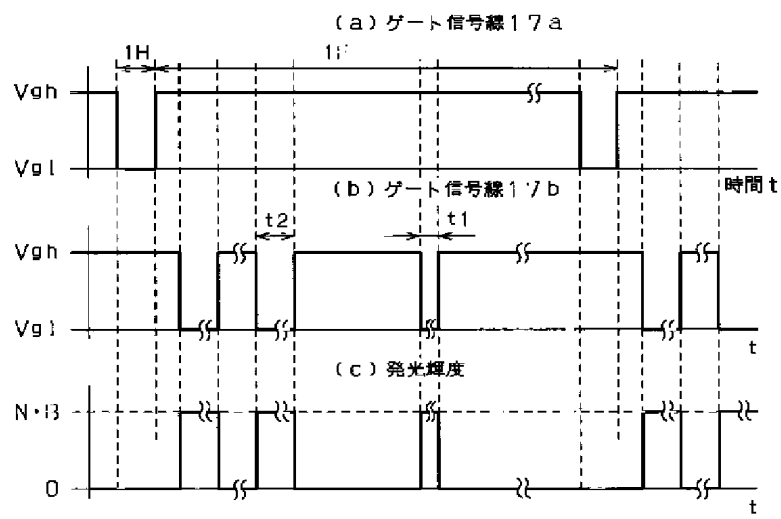 (a)ゲート信号線17a
1H
1F
Vgh
Vgl
時間t
(b)ゲート信号線17b
t2
t1
Vgh
Vgl
t
(c)発光輝度
N・B
0
t